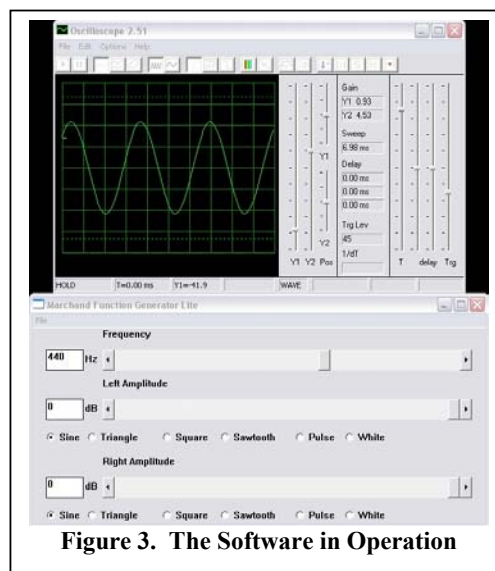 Oscilloscope 2.51
File Edit Options Help
Gain
Y1 0.93
Y2 4.53
Sweep
6.98 ms
Delay
0.00 ms
0.00 ms
0.00 ms
Trg Lev
45
1/dT
Y1
Y2
Y1 Y2 Pos
T delay Trg
HOLD T=0.00 ms Y1=-41.9 WAVE
Marchand Function Generator Lite
File
Frequency
440 Hz
Left Amplitude
0 dB
Sine Triangle Square Sawtooth Pulse White
Right Amplitude
0 dB
Sine Triangle Square Sawtooth Pulse White
Figure 3. The Software in Operation